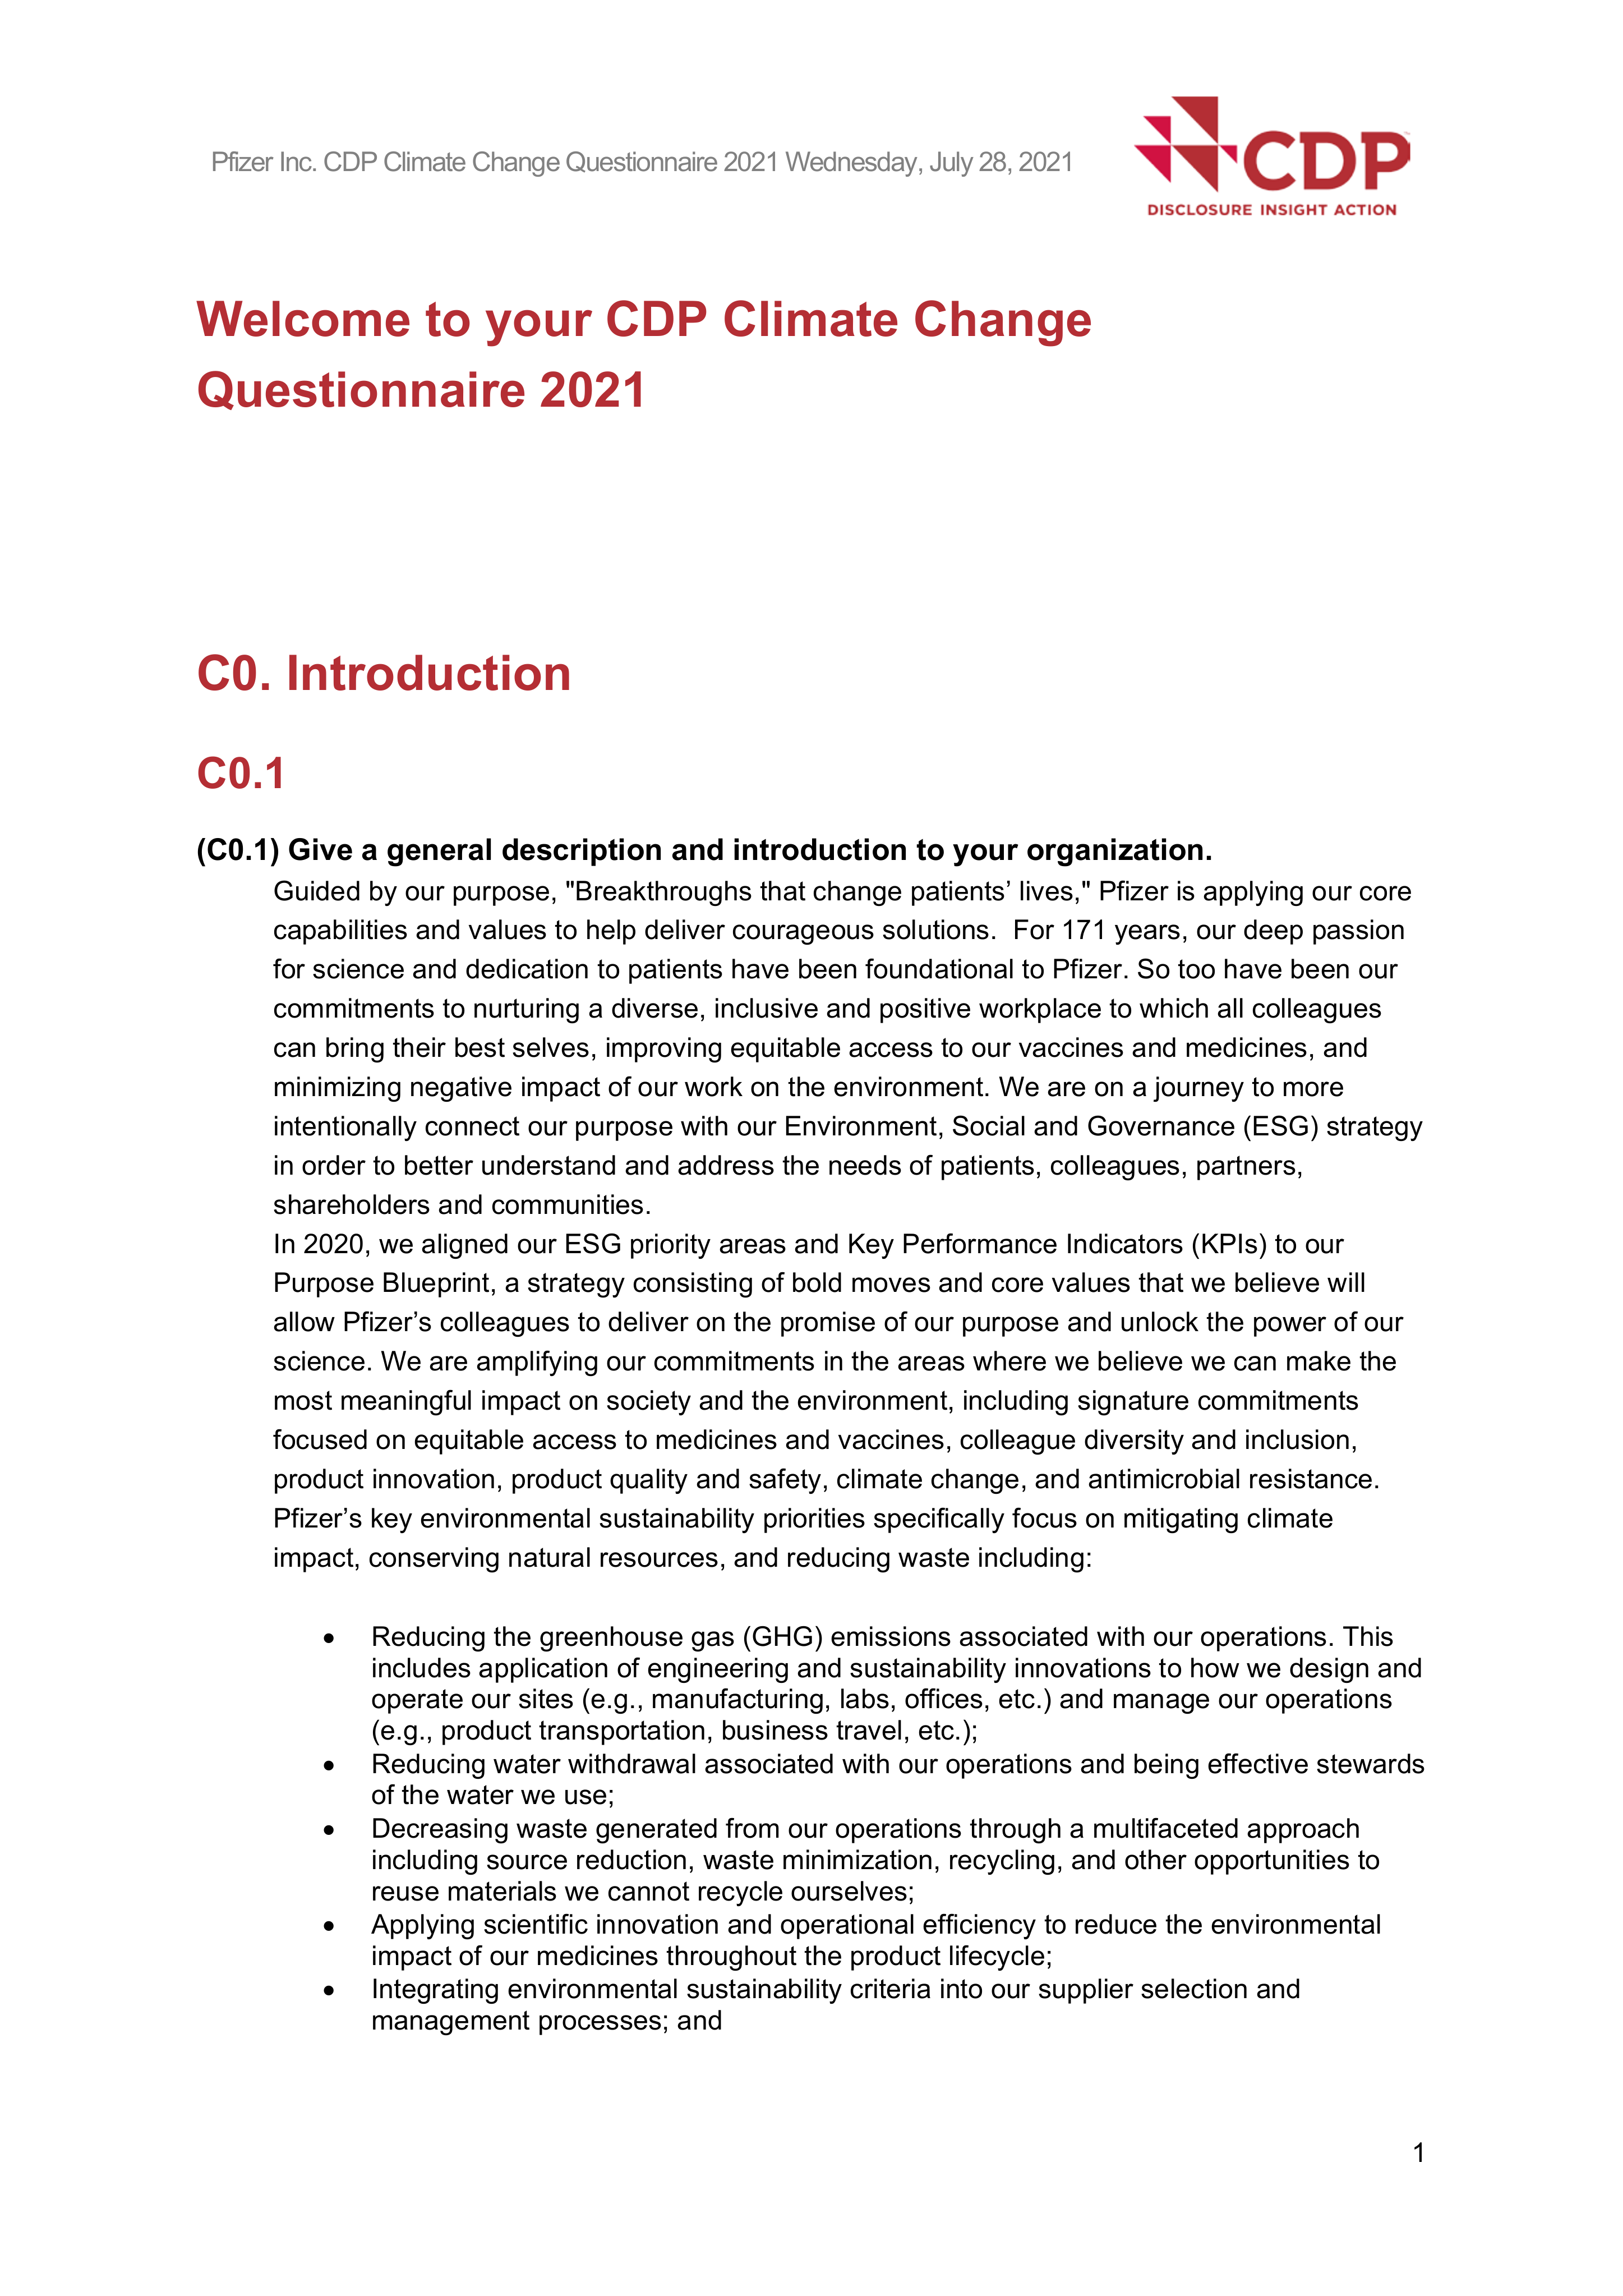 Pfizer Inc. CDP Climate Change Questionnaire 2021 Wednesday, July 28, 2021
CDP
DISCLOSURE INSIGHT ACTION
Welcome to your CDP Climate Change
Questionnaire 2021
C0. Introduction
C0.1
(C0.1) Give a general description and introduction to your organization.
Guided by our purpose, "Breakthroughs that change patients’ lives," Pfizer is applying our core
capabilities and values to help deliver courageous solutions.  For 171 years, our deep passion
for science and dedication to patients have been foundational to Pfizer. So too have been our
commitments to nurturing a diverse, inclusive and positive workplace to which all colleagues
can bring their best selves, improving equitable access to our vaccines and medicines, and
minimizing negative impact of our work on the environment. We are on a journey to more
intentionally connect our purpose with our Environment, Social and Governance (ESG) strategy
in order to better understand and address the needs of patients, colleagues, partners,
shareholders and communities.
In 2020, we aligned our ESG priority areas and Key Performance Indicators (KPIs) to our
Purpose Blueprint, a strategy consisting of bold moves and core values that we believe will
allow Pfizer’s colleagues to deliver on the promise of our purpose and unlock the power of our
science. We are amplifying our commitments in the areas where we believe we can make the
most meaningful impact on society and the environment, including signature commitments
focused on equitable access to medicines and vaccines, colleague diversity and inclusion,
product innovation, product quality and safety, climate change, and antimicrobial resistance.
Pfizer’s key environmental sustainability priorities specifically focus on mitigating climate
impact, conserving natural resources, and reducing waste including:
• Reducing the greenhouse gas (GHG) emissions associated with our operations. This
includes application of engineering and sustainability innovations to how we design and
operate our sites (e.g., manufacturing, labs, offices, etc.) and manage our operations
(e.g., product transportation, business travel, etc.);
• Reducing water withdrawal associated with our operations and being effective stewards
of the water we use;
• Decreasing waste generated from our operations through a multifaceted approach
including source reduction, waste minimization, recycling, and other opportunities to
reuse materials we cannot recycle ourselves;
• Applying scientific innovation and operational efficiency to reduce the environmental
impact of our medicines throughout the product lifecycle;
• Integrating environmental sustainability criteria into our supplier selection and
management processes; and
1